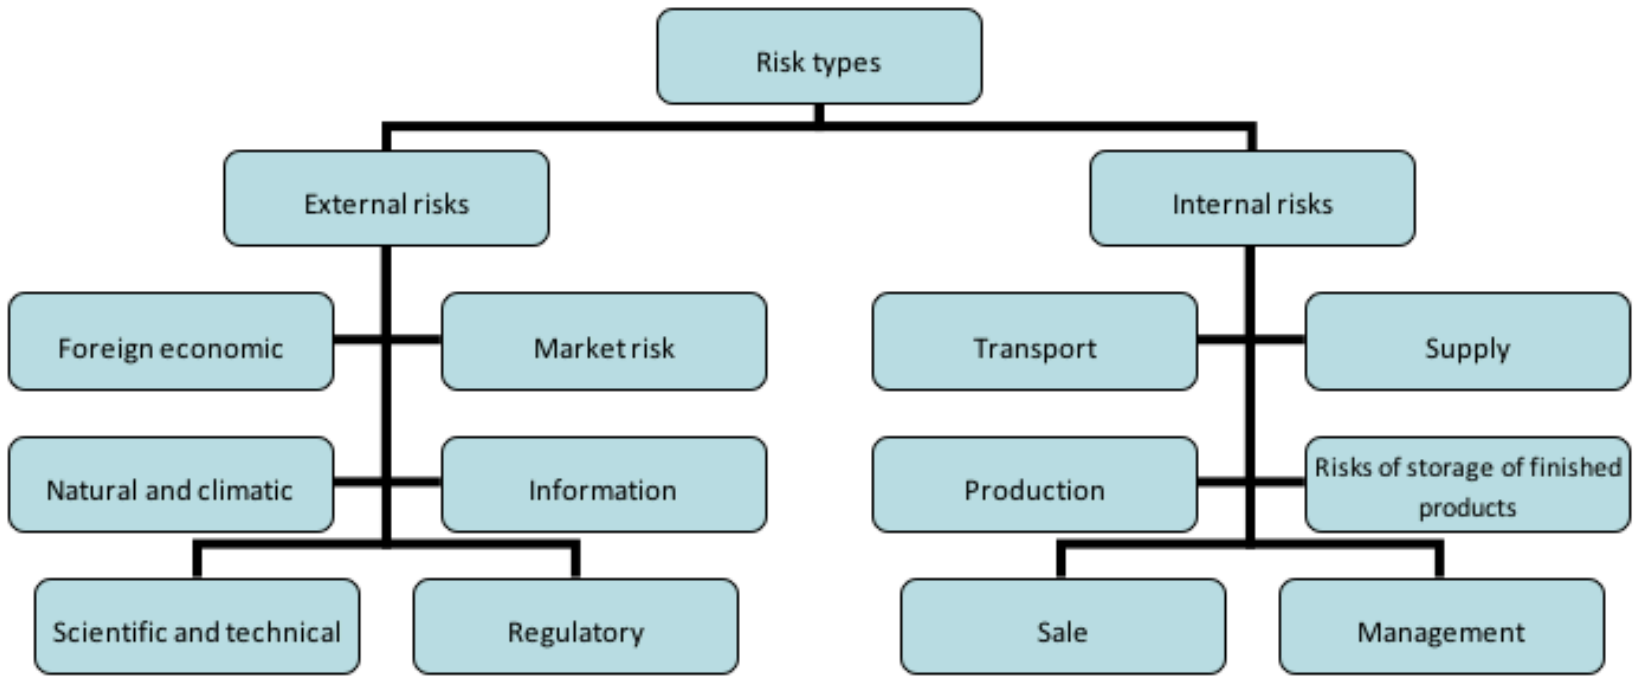 Risk types
External risks
Internal risks
Foreign economic
Market risk
Transport
Supply
Natural and climatic
Information
Production
Risks of storage of finished
products
Scientific and technical
Regulatory
Sale
Management